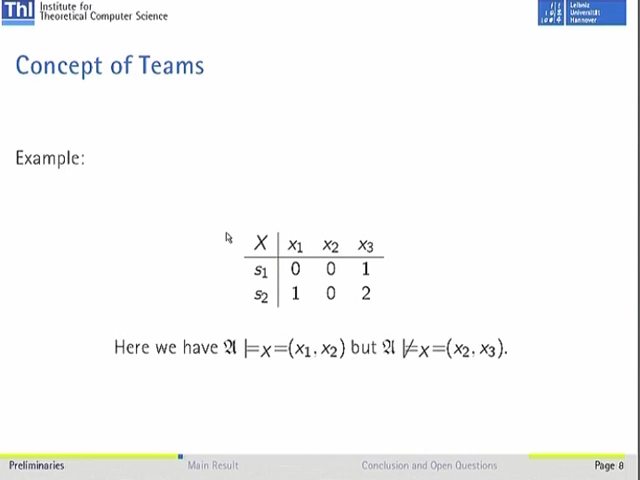 ThI Institute for
Theoretical Computer Science
Leibniz
Universität
Hannover
Concept of Teams
Example:
X x₁ x₂ x₃
s₁ 0 0 1
s₂ 1 0 2
Here we have 𝔄 ⊨X=(x₁, x₂) but 𝔄 ⊭X=(x₂, x₃).
Preliminaries Main Result Conclusion and Open Questions Page 8